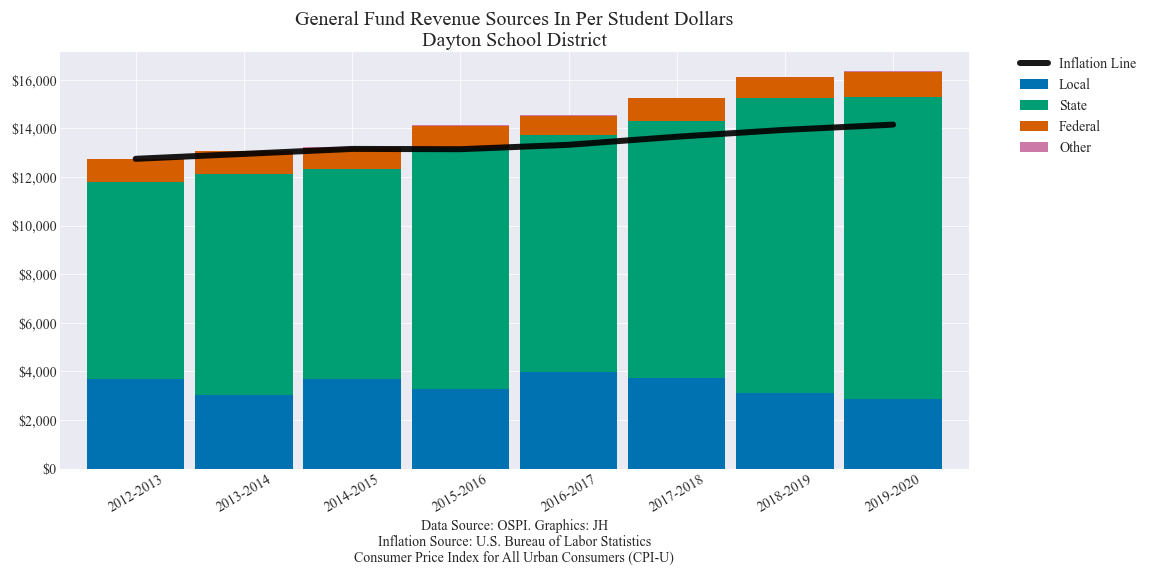 General Fund Revenue Sources In Per Student Dollars
Dayton School District
$16,000
$14,000
$12,000
$10,000
$8,000
$6,000
$4,000
$2,000
$0
Inflation Line
Local
State
Federal
Other
2012-2013
2013-2014
2014-2015
2015-2016
2016-2017
2017-2018
2018-2019
2019-2020
Data Source: OSPI. Graphics: JH
Inflation Source: U.S. Bureau of Labor Statistics
Consumer Price Index for All Urban Consumers (CPI-U)